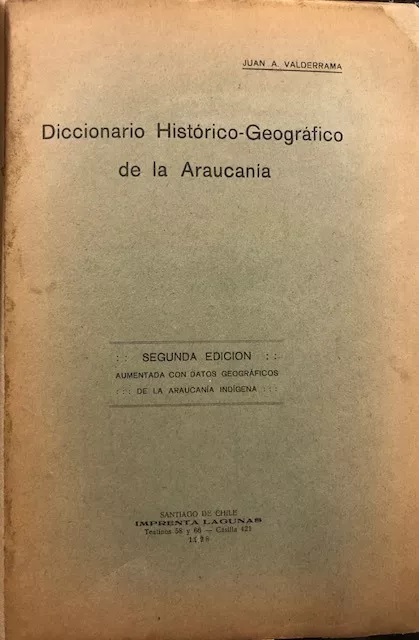 JUAN A. VALDERRAMA
Diccionario Histórico-Geográfico
de la Araucanía
:: SEGUNDA EDICION ::
AUMENTADA CON DATOS GEOGRÁFICOS
::: DE LA ARAUCANÍA INDÍGENA :::
SANTIAGO DE CHILE
IMPRENTA LAGUNAS
Teatinos 58 y 66 — Casilla 421